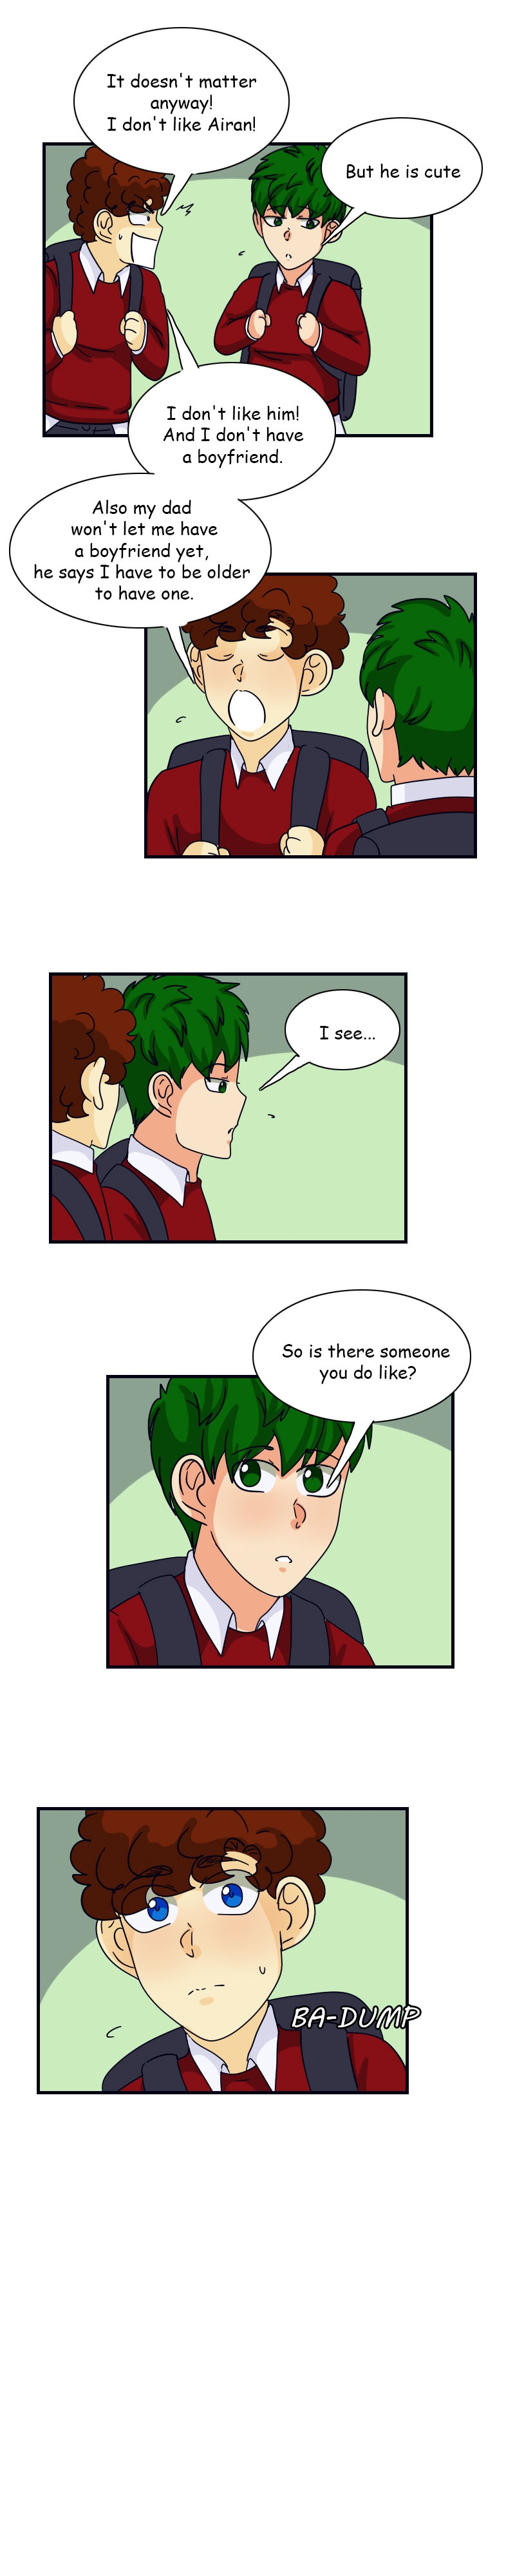 It doesn't matter
anyway!
I don't like Airan!
But he is cute
I don't like him!
And I don't have
a boyfriend.
Also my dad
won't let me have
a boyfriend yet,
he says I have to be older
to have one.
I see...
So is there someone
you do like?
BA-DUMP